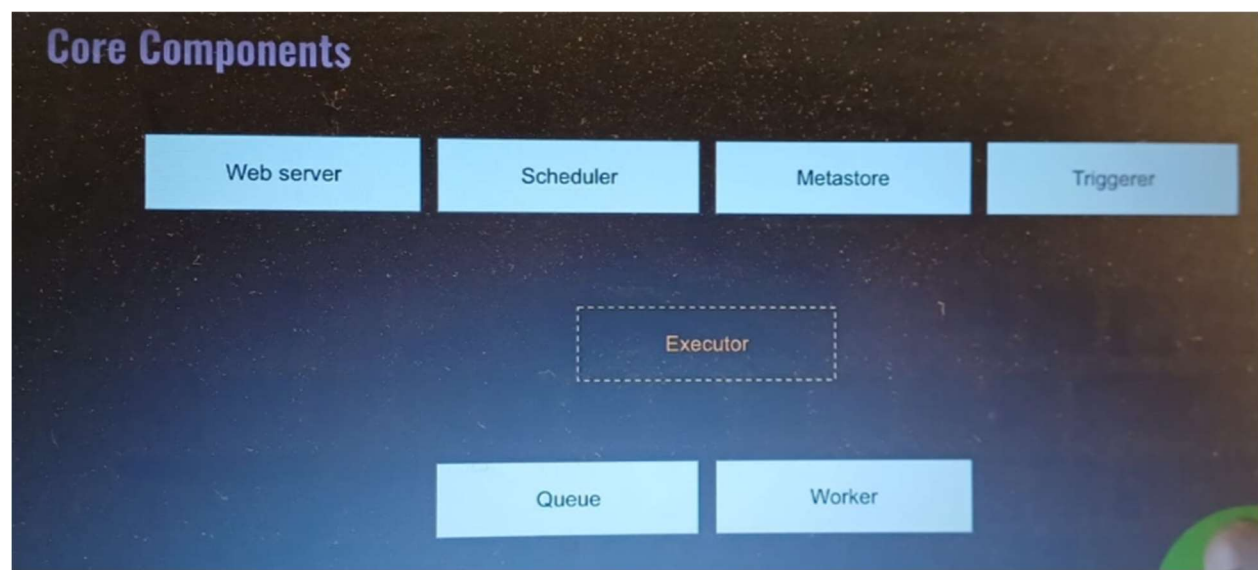 Core Components
Web server
Scheduler
Metastore
Triggerer
Executor
Queue
Worker